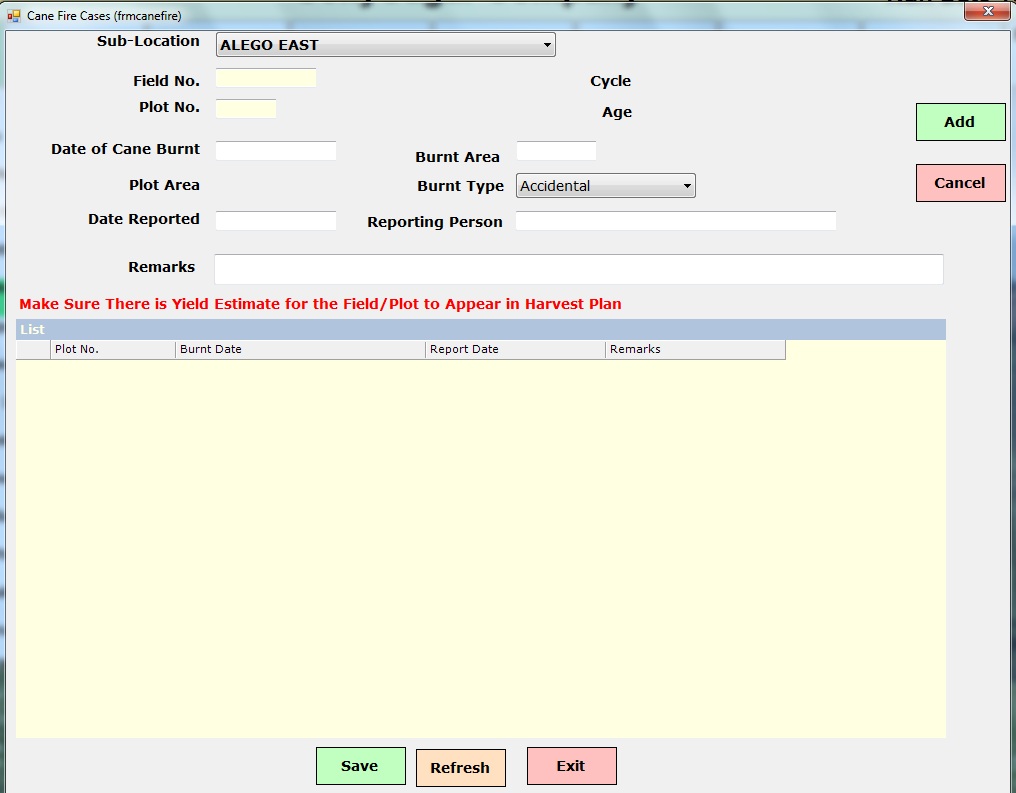 Cane Fire Cases (frmcanefire)
Sub-Location ALEGO EAST
Field No. Cycle
Plot No. Age
Add
Date of Cane Burnt Burnt Area
Plot Area Burnt Type Accidental
Cancel
Date Reported Reporting Person
Remarks
Make Sure There is Yield Estimate for the Field/Plot to Appear in Harvest Plan
List
Plot No. Burnt Date Report Date Remarks
Save Refresh Exit